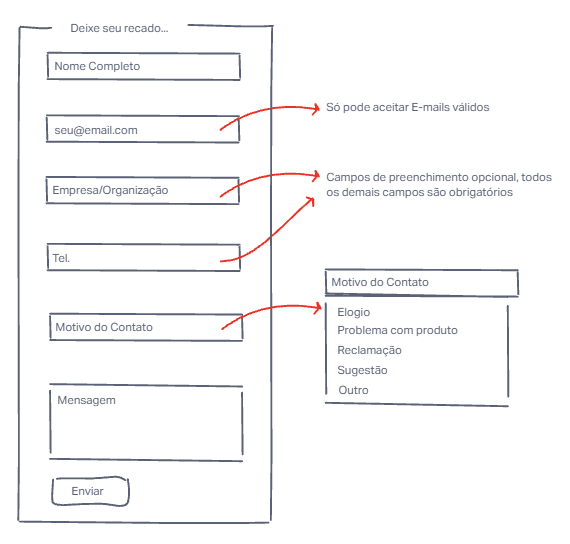 Deixe seu recado...
Nome Completo
seu@email.com
Só pode aceitar E-mails válidos
Empresa/Organização
Campos de preenchimento opcional, todos
os demais campos são obrigatórios
Tel.
Motivo do Contato
Motivo do Contato
Elogio
Problema com produto
Reclamação
Sugestão
Outro
Mensagem
Enviar